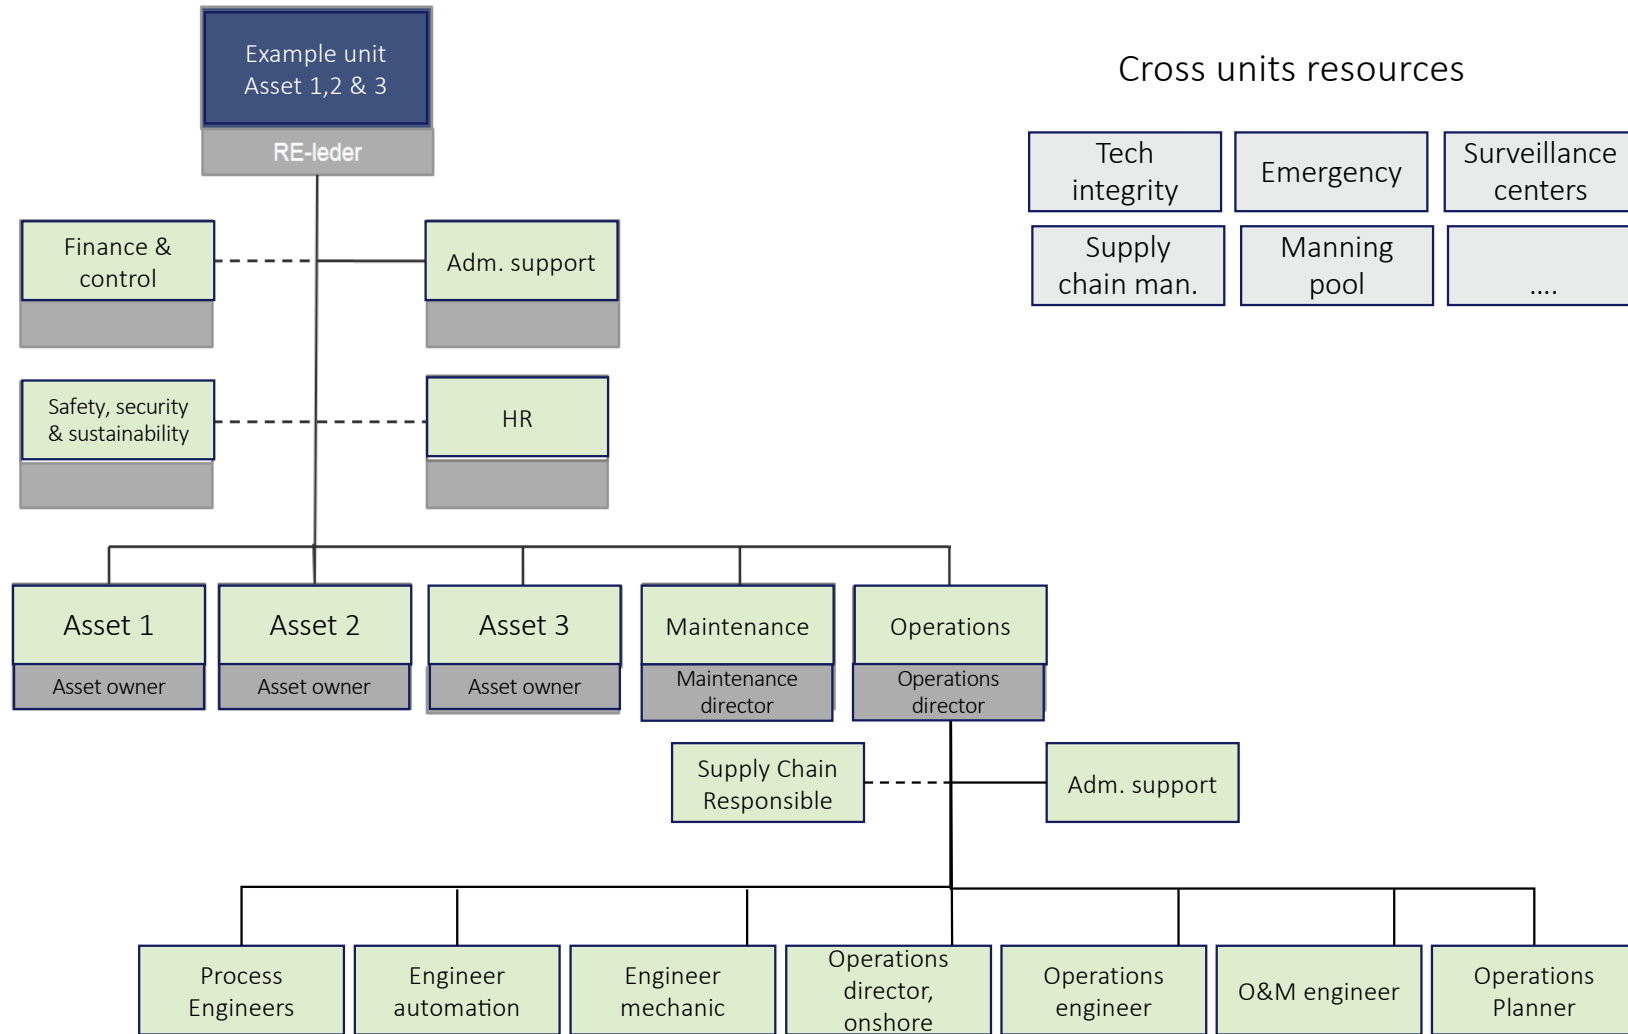 Example unit
Asset 1,2 & 3
RE-leder
Cross units resources
Tech
integrity
Emergency
Surveillance
centers
Supply
chain man.
Manning
pool
....
Finance &
control
Adm. support
Safety, security
& sustainability
HR
Asset 1
Asset owner
Asset 2
Asset owner
Asset 3
Asset owner
Maintenance
Maintenance
director
Operations
Operations
director
Supply Chain
Responsible
Adm. support
Process
Engineers
Engineer
automation
Engineer
mechanic
Operations
director,
onshore
Operations
engineer
O&M engineer
Operations
Planner